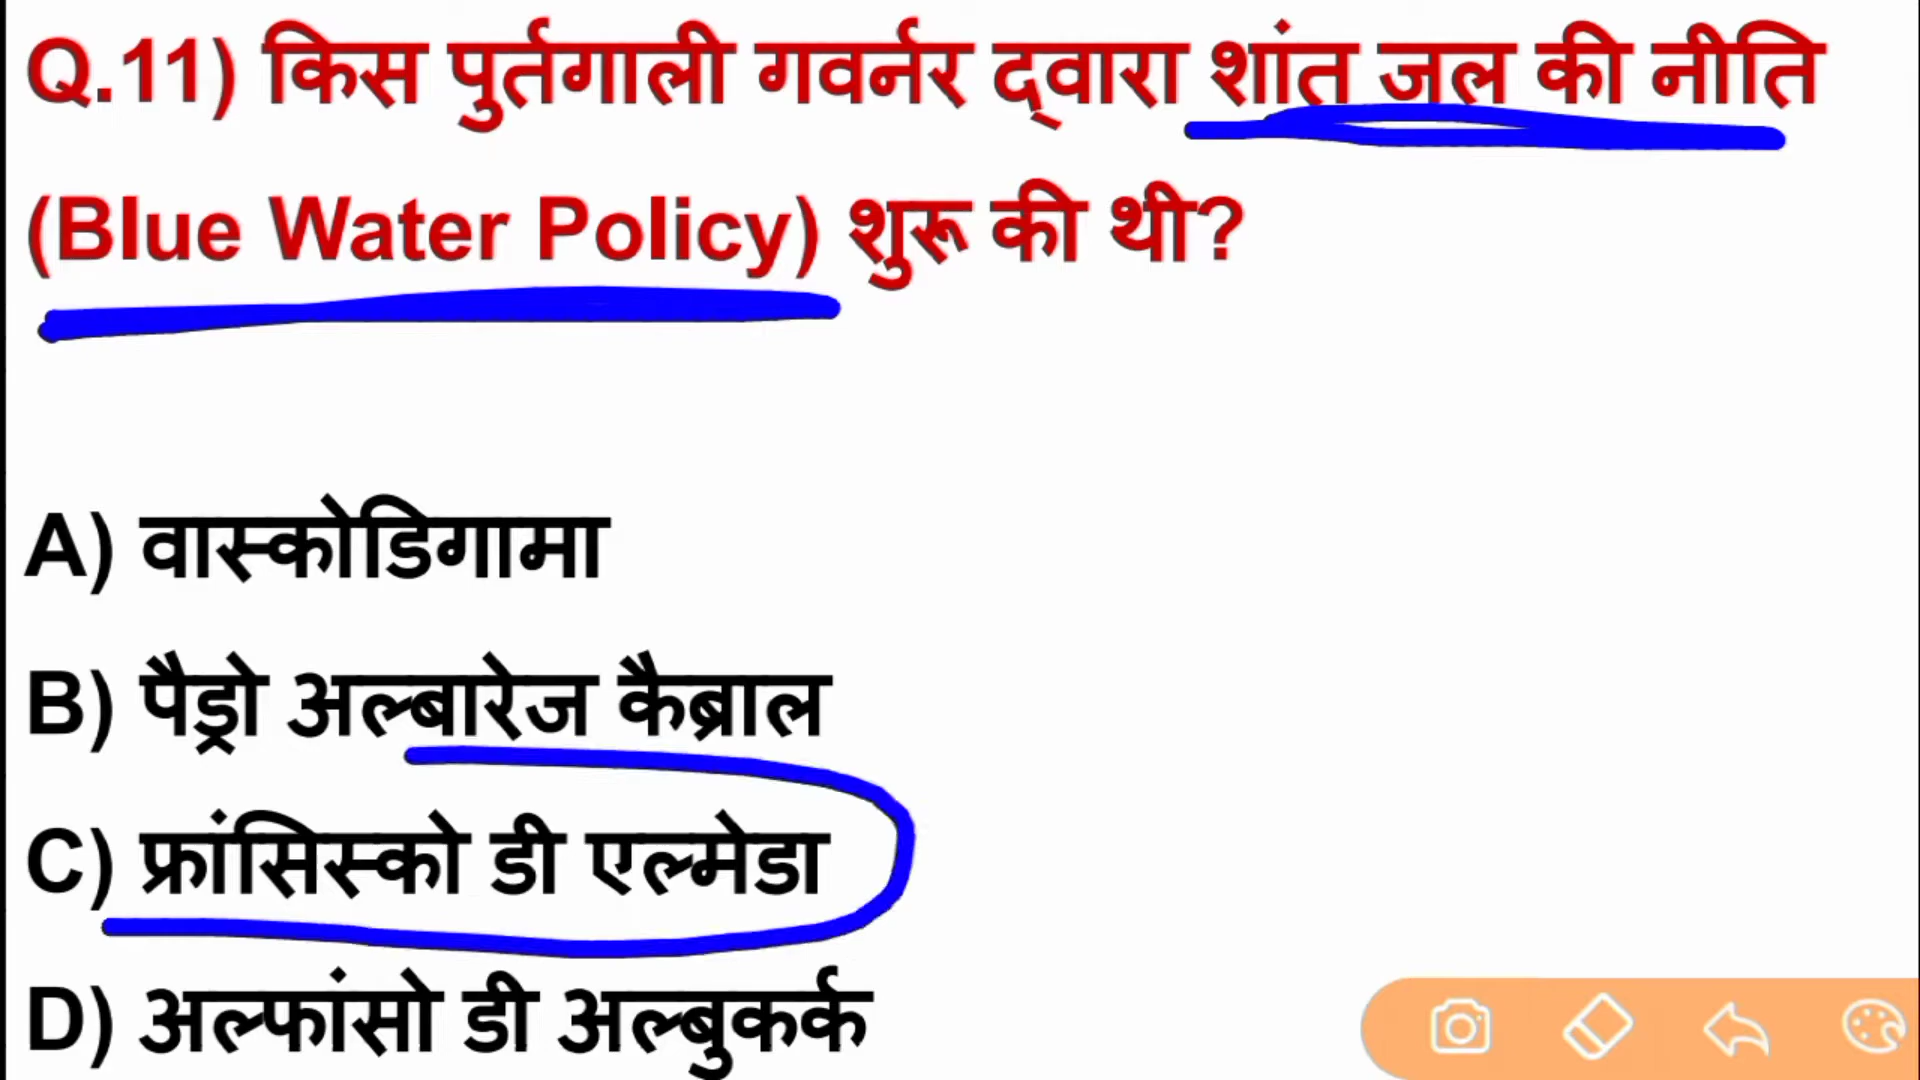 Q.11) किस पुर्तगाली गवर्नर द्वारा शांत जल की नीति
(Blue Water Policy) शुरू की थी?
A) वास्कोडिगामा
B) पैड्रो अल्बारेज कैब्राल
C) फ्रांसिस्को डी एल्मेडा
D) अल्फांसो डी अल्बुकर्क